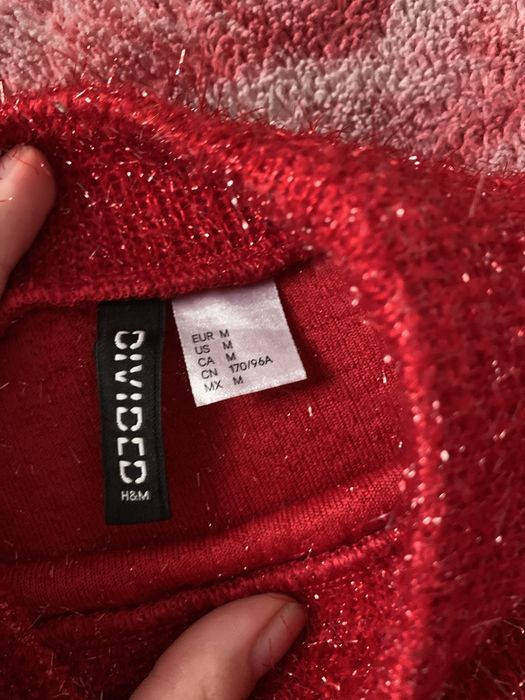 DIVIDED
H&M
EUR M
US M
CA M
CN 170/96A
MX M